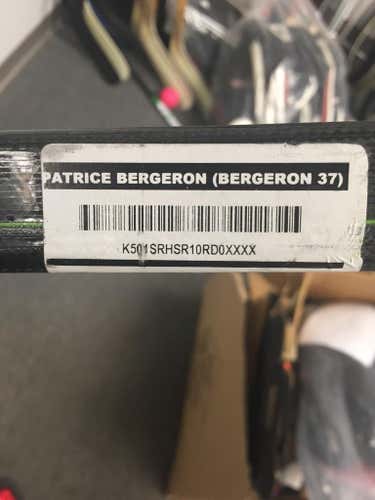 PATRICE BERGERON (BERGERON 37)
K501SRHSR10RD0XXXX